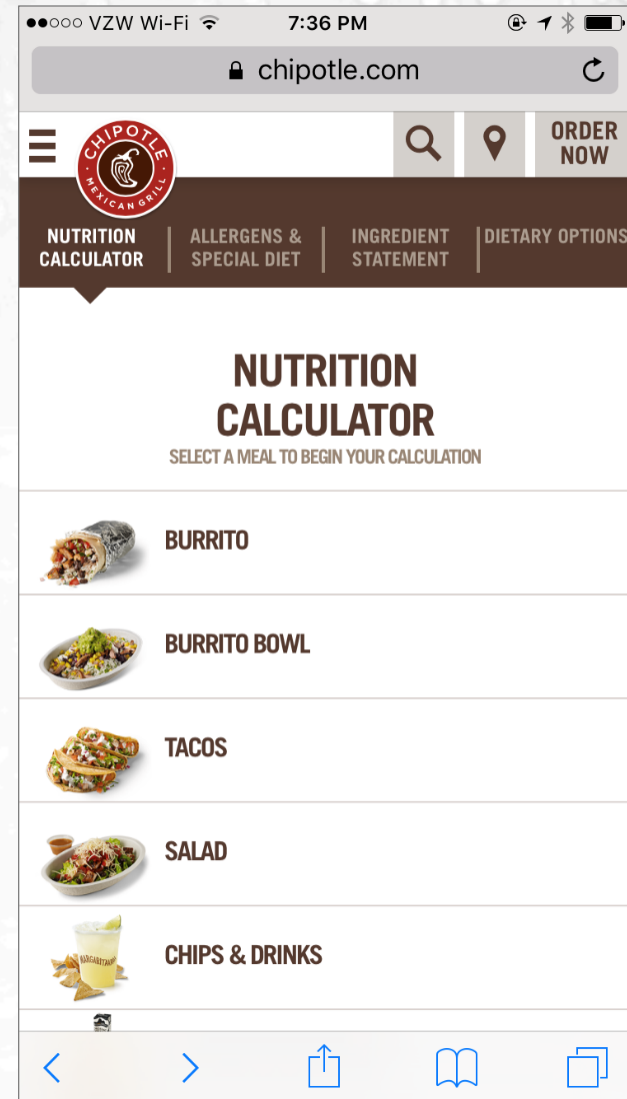 VZW Wi-Fi 7:36 PM
chipotle.com
CHIPOTLE
MEXICAN GRILL
ORDER
NOW
NUTRITION
CALCULATOR
ALLERGENS &
SPECIAL DIET
INGREDIENT
STATEMENT
DIETARY OPTIONS
NUTRITION
CALCULATOR
SELECT A MEAL TO BEGIN YOUR CALCULATION
BURRITO
BURRITO BOWL
TACOS
SALAD
CHIPS & DRINKS